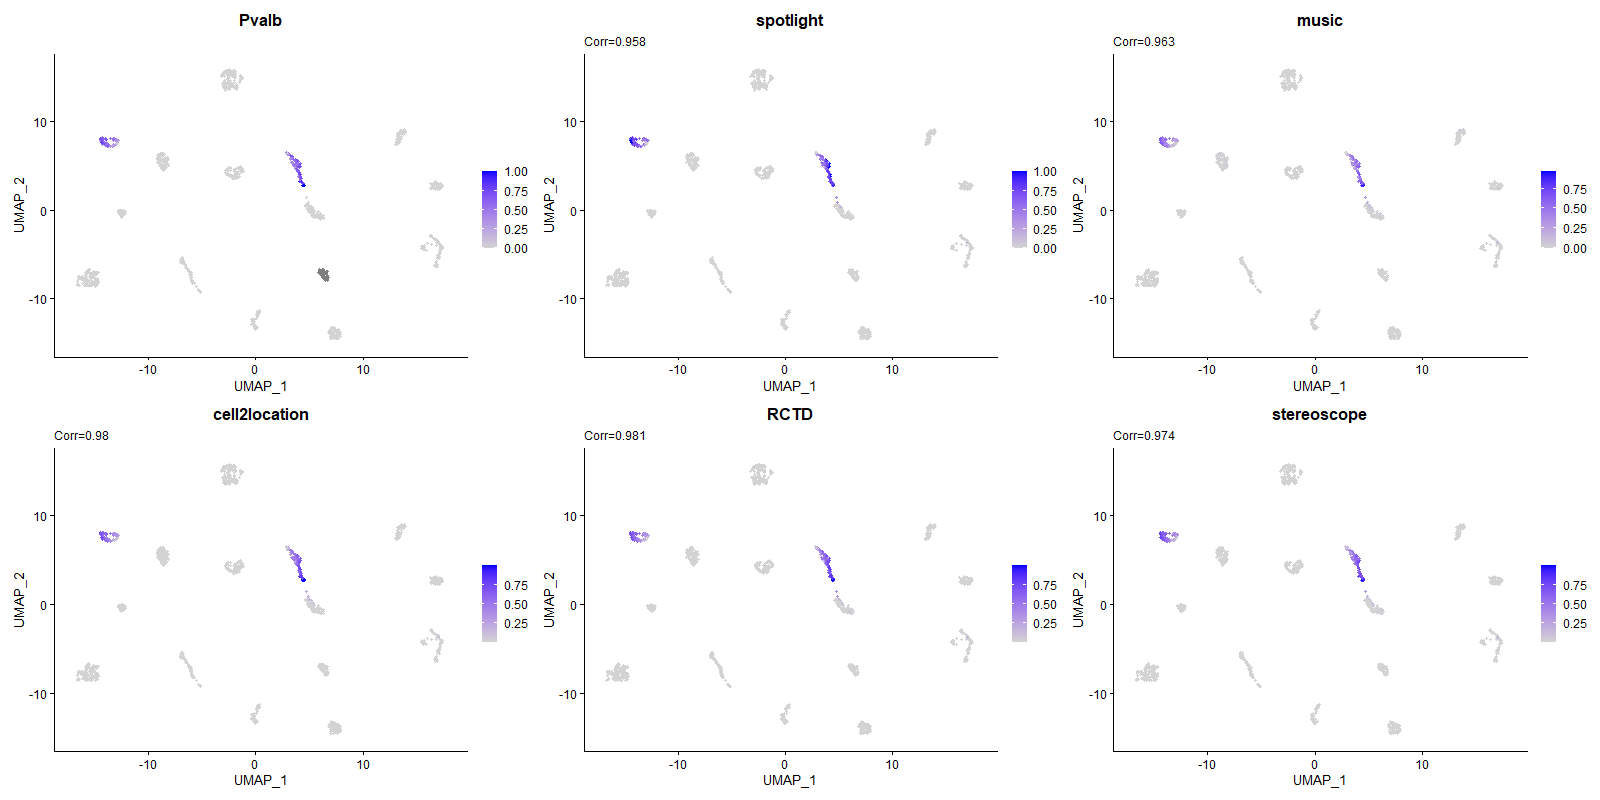 Pvalb
UMAP_2
10
0
-10
-10
0
10
UMAP_1
1.00
0.75
0.50
0.25
0.00
spotlight
Corr=0.958
UMAP_2
10
0
-10
-10
0
10
UMAP_1
1.00
0.75
0.50
0.25
0.00
music
Corr=0.963
UMAP_2
10
0
-10
-10
0
10
UMAP_1
0.75
0.50
0.25
0.00
cell2location
Corr=0.98
UMAP_2
10
0
-10
-10
0
10
UMAP_1
0.75
0.50
0.25
RCTD
Corr=0.981
UMAP_2
10
0
-10
-10
0
10
UMAP_1
0.75
0.50
0.25
stereoscope
Corr=0.974
UMAP_2
10
0
-10
-10
0
10
UMAP_1
0.75
0.50
0.25